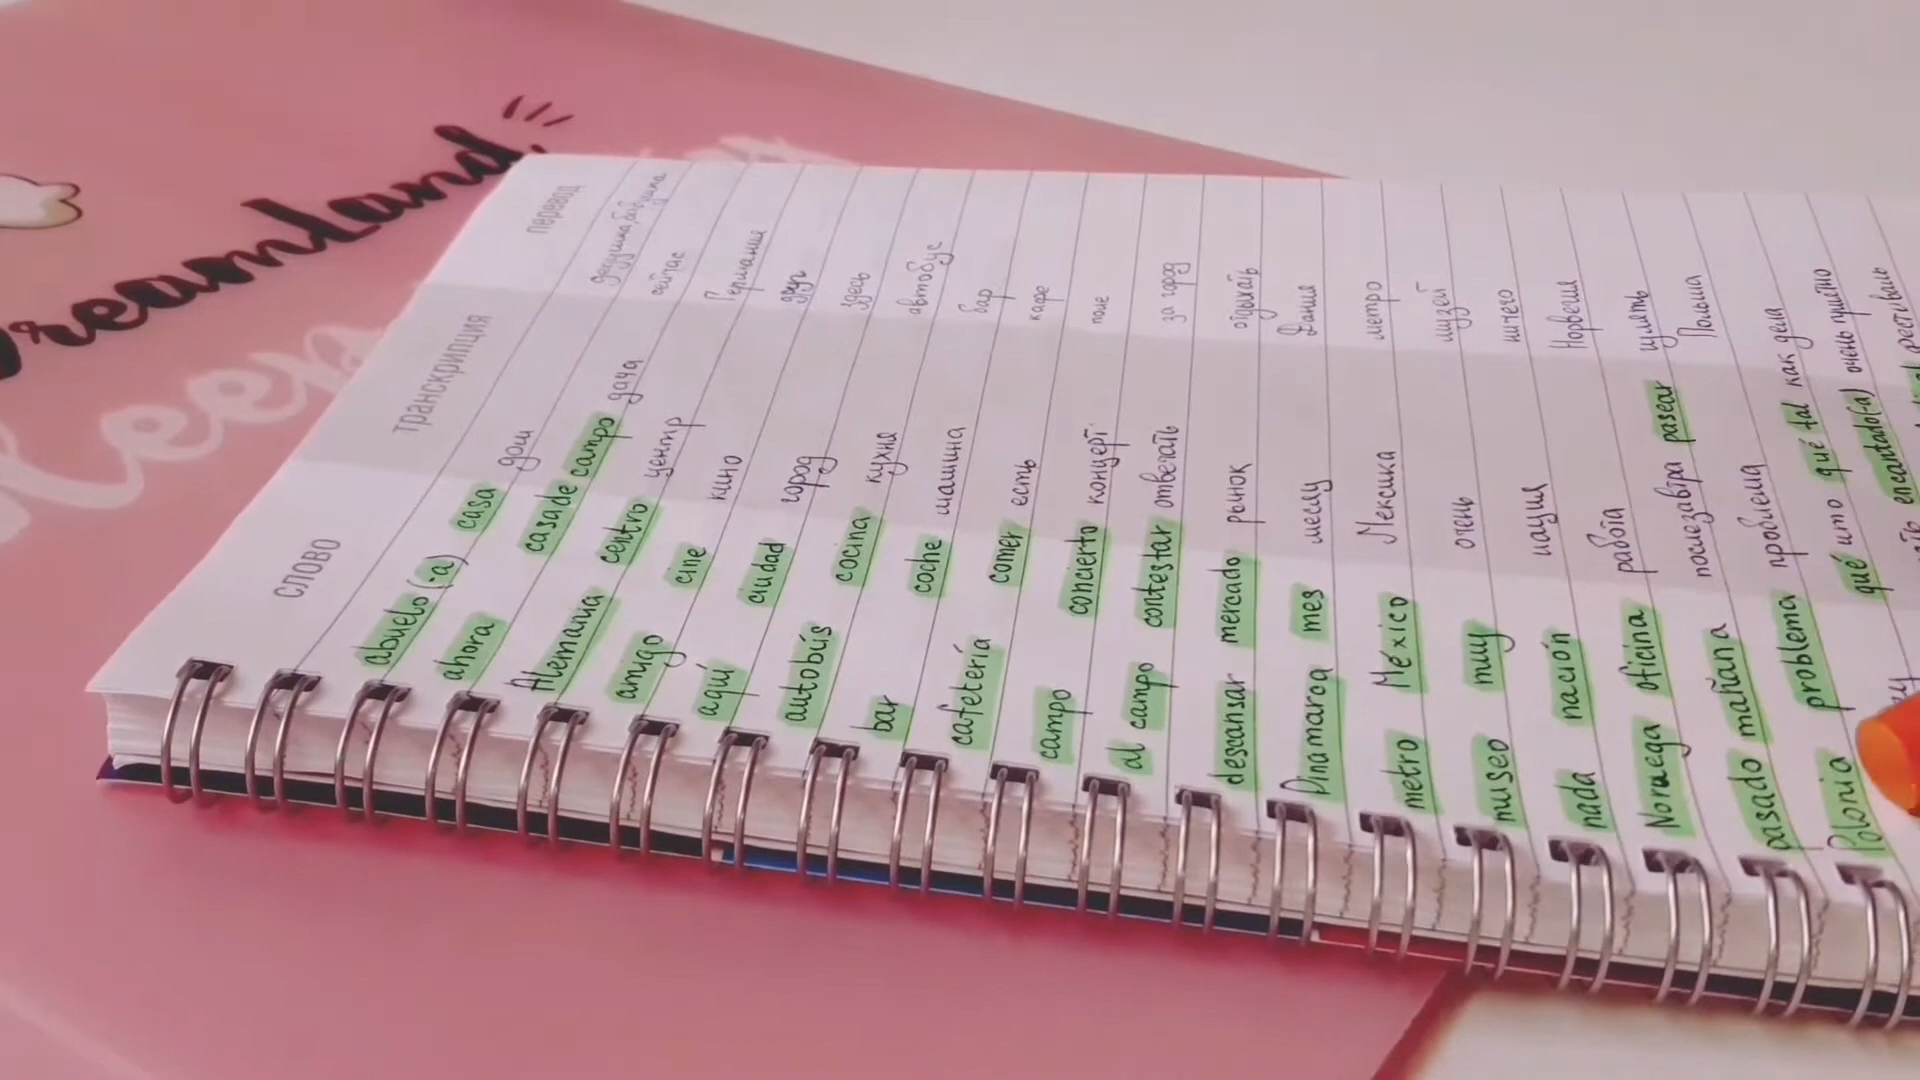 Dreamland
слово транскрипция перевод
abuelo(-a) casa дом дедушка, бабушка
ahora casa de campo дача сейчас
Alemania centro центр Германия
amigo cine кино друг
aquí ciudad город здесь
autobús cocina кухня автобус
bar coche машина бар
cafetería comer есть кафе
campo concierto концерт поле
al campo contestar отвечать за город
descansar mercado рынок отдыхать
Dinamarca mes месяц Дания
metro México Мексика метро
museo muy очень музей
nada nación нация ничего
Noruega oficina работа Норвегия
pasado mañana послезавтра pasear гулять
Polonia problema проблема Польша
qué что qué tal как дела
encantado(-a) очень приятно